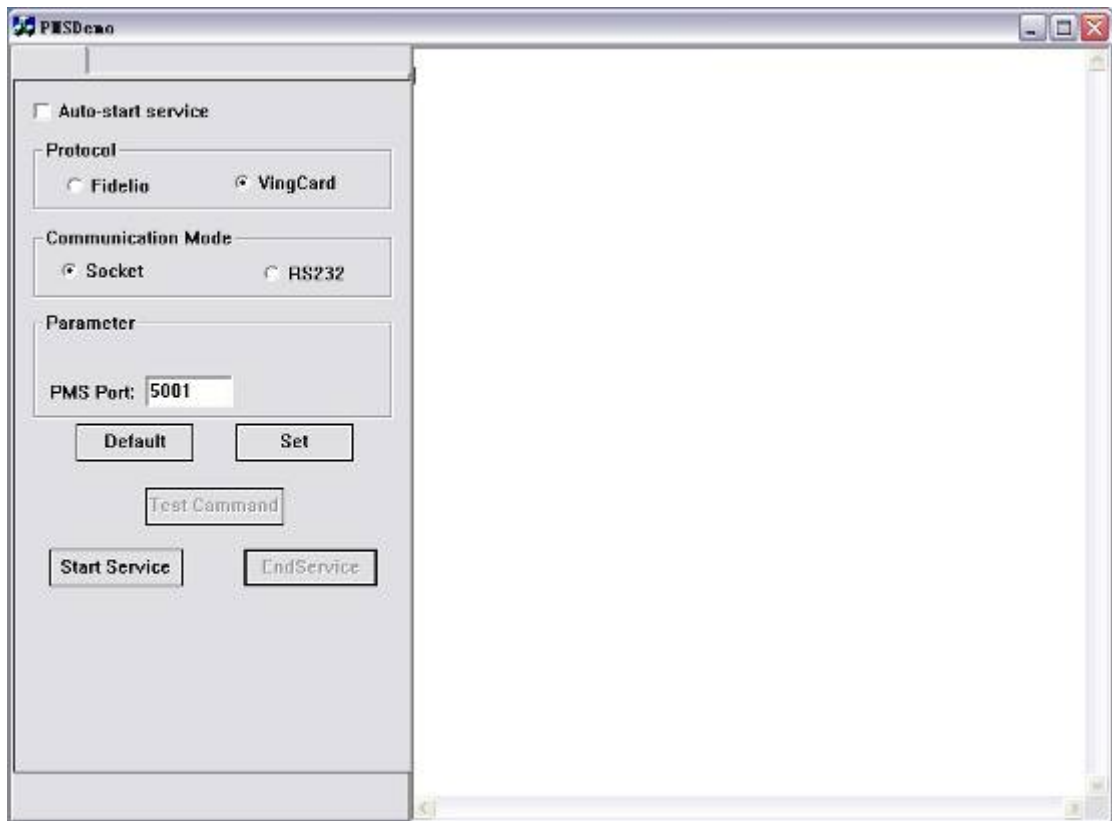 PMSDemo
Auto-start service
Protocol
Fidelio VingCard
Communication Mode
Socket RS232
Parameter
PMS Port: 5001
Default Set
Test Command
Start Service EndService